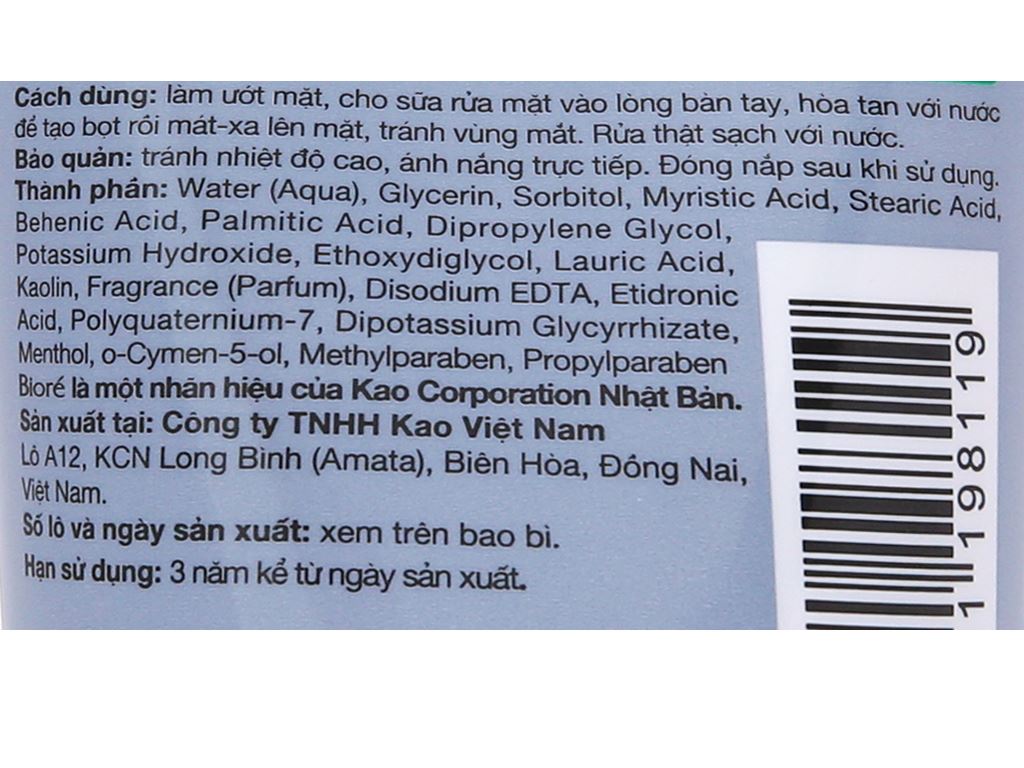 Cách dùng: làm ướt mặt, cho sữa rửa mặt vào lòng bàn tay, hòa tan với nước
để tạo bọt rồi mát-xa lên mặt, tránh vùng mắt. Rửa thật sạch với nước.
Bảo quản: tránh nhiệt độ cao, ánh nắng trực tiếp. Đóng nắp sau khi sử dụng.
Thành phần: Water (Aqua), Glycerin, Sorbitol, Myristic Acid, Stearic Acid,
Behenic Acid, Palmitic Acid, Dipropylene Glycol,
Potassium Hydroxide, Ethoxydiglycol, Lauric Acid,
Kaolin, Fragrance (Parfum), Disodium EDTA, Etidronic
Acid, Polyquaternium-7, Dipotassium Glycyrrhizate,
Menthol, o-Cymen-5-ol, Methylparaben, Propylparaben
Bioré là một nhãn hiệu của Kao Corporation Nhật Bản.
Sản xuất tại: Công ty TNHH Kao Việt Nam
Lô A12, KCN Long Bình (Amata), Biên Hòa, Đồng Nai,
Việt Nam.
Số lô và ngày sản xuất: xem trên bao bì.
Hạn sử dụng: 3 năm kể từ ngày sản xuất.
1198119